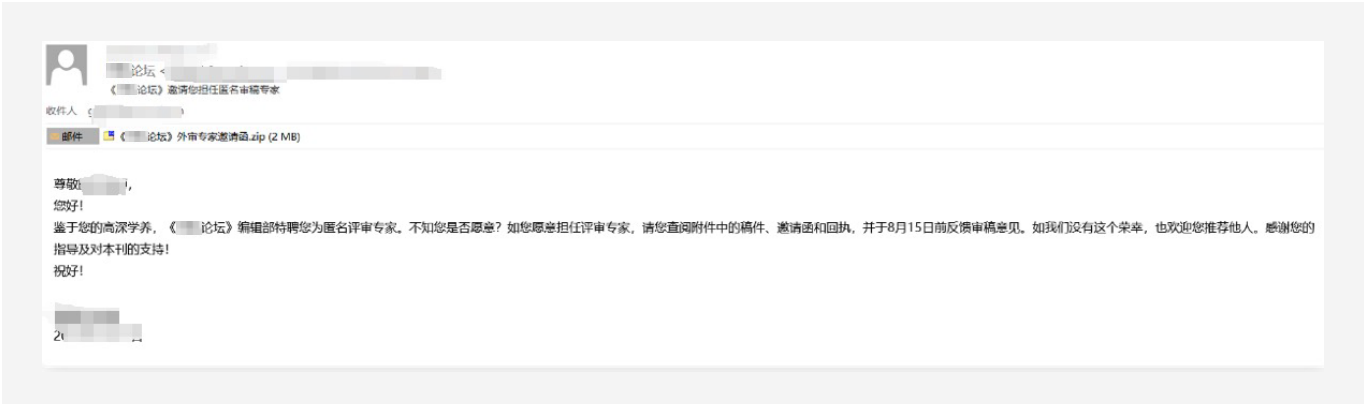 论坛 <
《 论坛》邀请您担任匿名审稿专家
收件人 g
邮件 《 论坛》外审专家邀请函.zip (2 MB)
尊敬 ,
您好！
鉴于您的高深学养，《 论坛》编辑部特聘您为匿名评审专家。不知您是否愿意？如您愿意担任评审专家，请您查阅附件中的稿件、邀请函和回执，并于8月15日前反馈审稿意见。如我们没有这个荣幸，也欢迎您推荐他人。感谢您的
指导及对本刊的支持！
祝好！
2